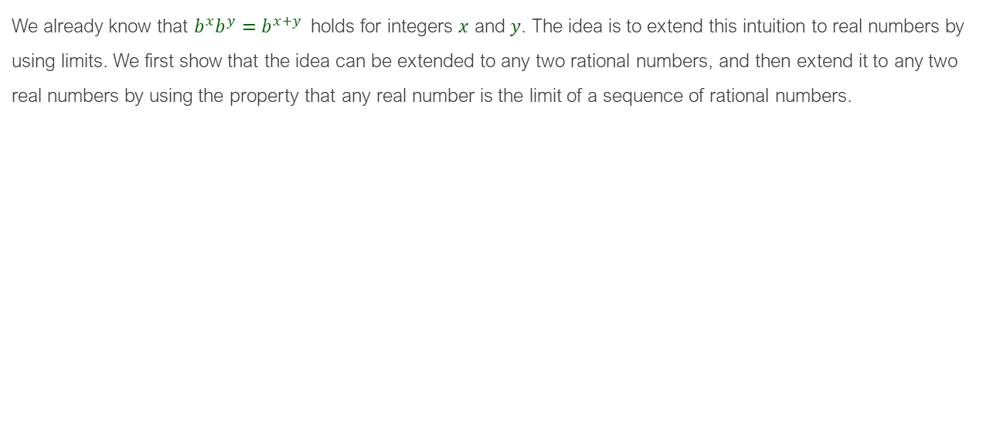 We already know that bˣbʸ = bˣ⁺ʸ holds for integers x and y. The idea is to extend this intuition to real numbers by
using limits. We first show that the idea can be extended to any two rational numbers, and then extend it to any two
real numbers by using the property that any real number is the limit of a sequence of rational numbers.